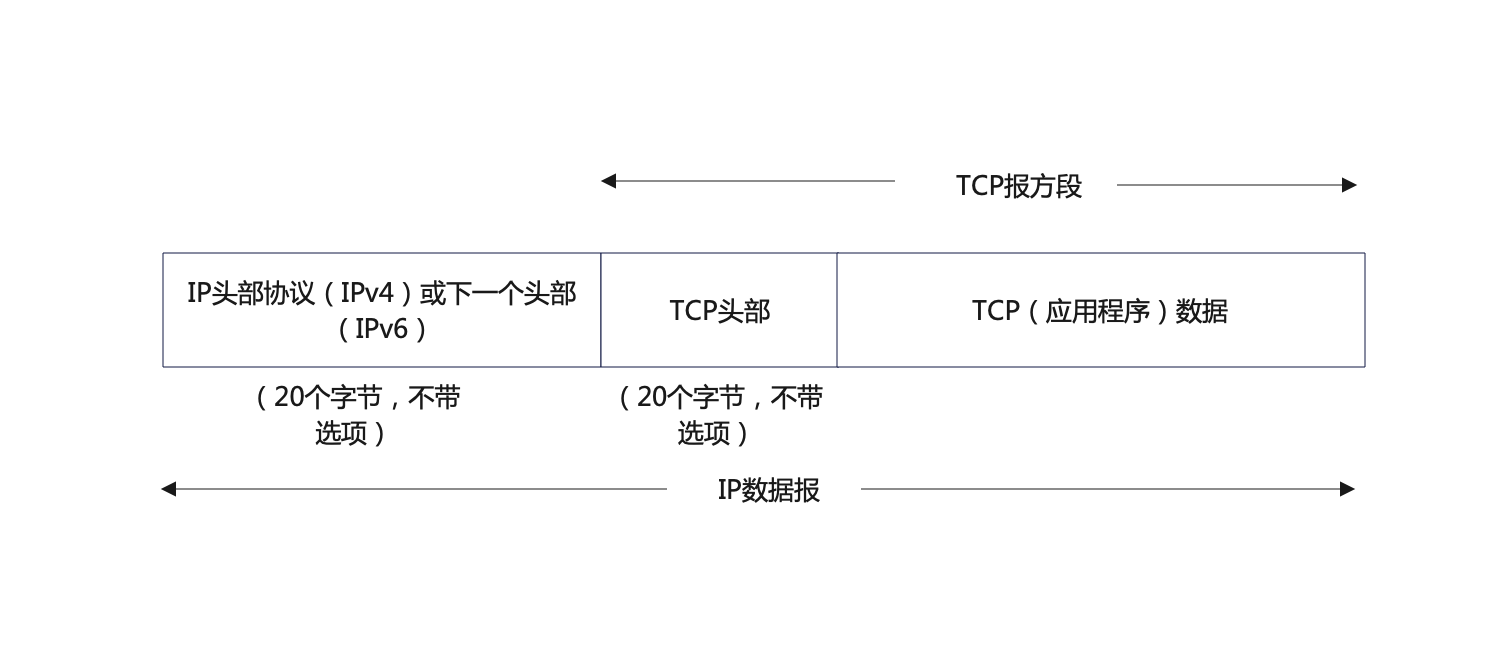 TCP报方段
IP头部协议（IPv4）或下一个头部
（IPv6）
TCP头部
TCP（应用程序）数据
（20个字节，不带
选项）
（20个字节，不带
选项）
IP数据报